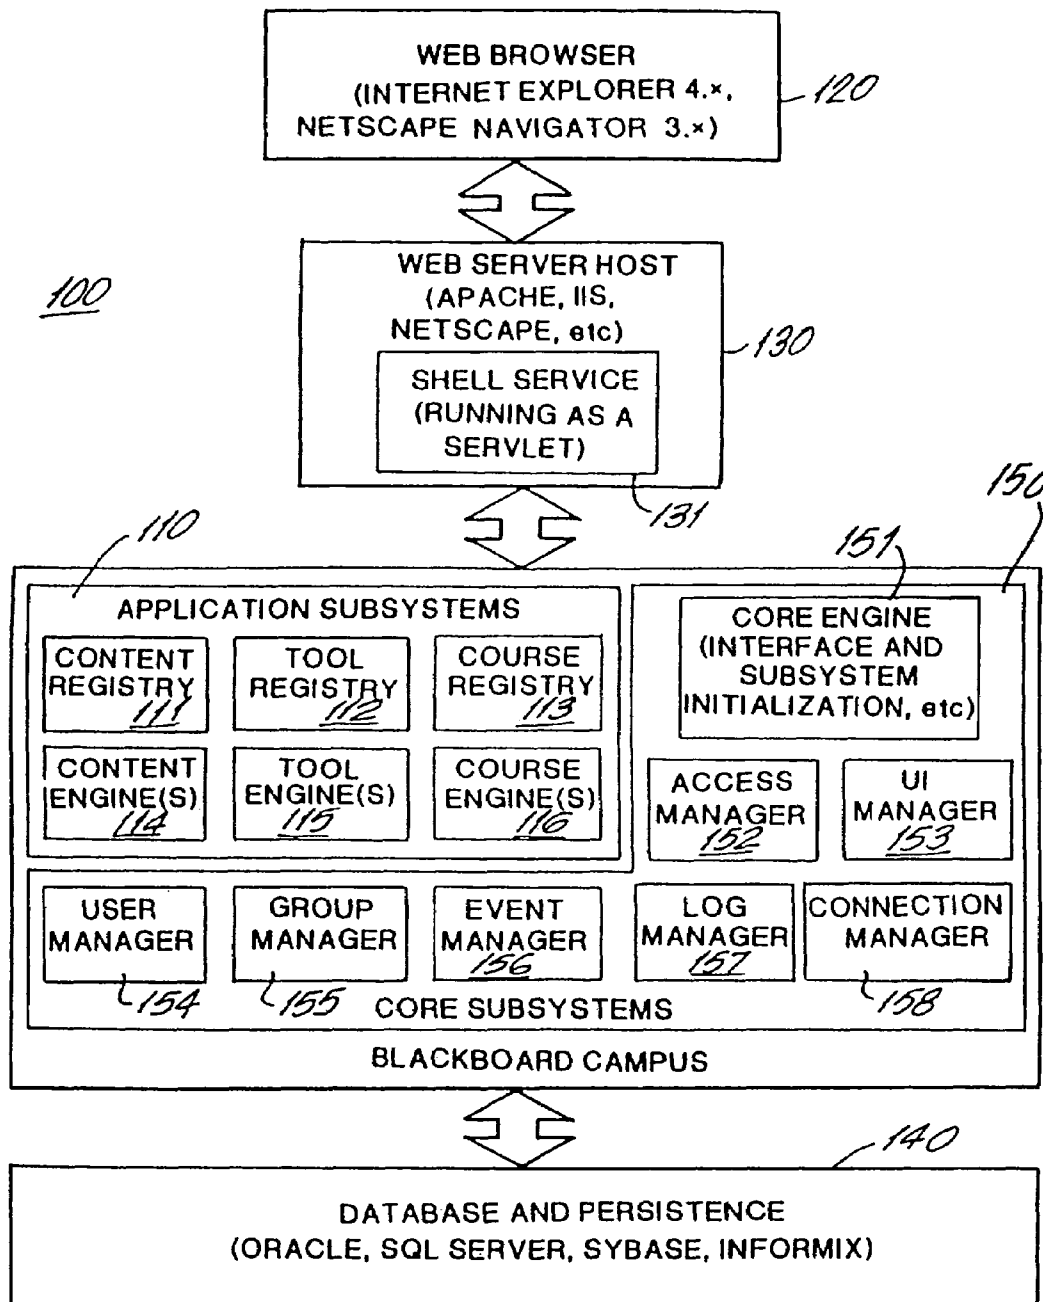 WEB BROWSER
(INTERNET EXPLORER 4.x,
NETSCAPE NAVIGATOR 3.x)
120
100
WEB SERVER HOST
(APACHE, IIS,
NETSCAPE, etc)
130
SHELL SERVICE
(RUNNING AS A
SERVLET)
131
110
150
151
APPLICATION SUBSYSTEMS
CONTENT
REGISTRY
111
TOOL
REGISTRY
112
COURSE
REGISTRY
113
CONTENT
ENGINE(S)
114
TOOL
ENGINE(S)
115
COURSE
ENGINE(S)
116
CORE ENGINE
(INTERFACE AND
SUBSYSTEM
INITIALIZATION, etc)
ACCESS
MANAGER
152
UI
MANAGER
153
USER
MANAGER
154
GROUP
MANAGER
155
EVENT
MANAGER
156
LOG
MANAGER
157
CONNECTION
MANAGER
158
CORE SUBSYSTEMS
BLACKBOARD CAMPUS
140
DATABASE AND PERSISTENCE
(ORACLE, SQL SERVER, SYBASE, INFORMIX)